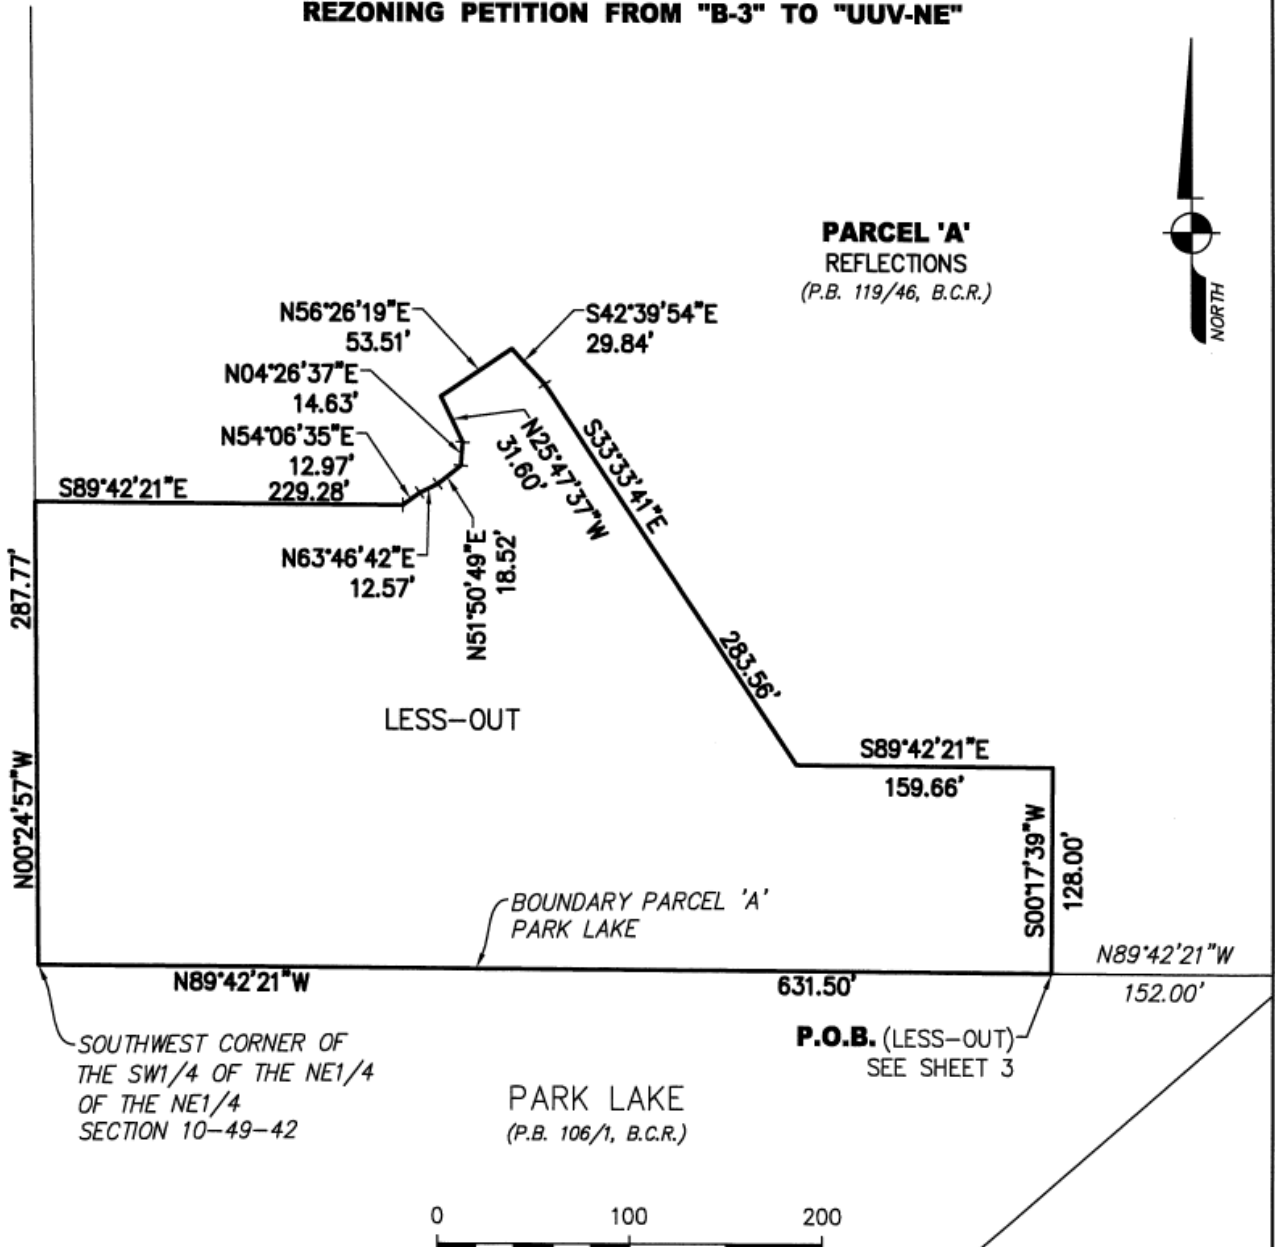 REZONING PETITION FROM "B-3" TO "UUV-NE"
PARCEL 'A'
REFLECTIONS
(P.B. 119/46, B.C.R.)
NORTH
N56°26'19"E
53.51'
S42°39'54"E
29.84'
N04°26'37"E
14.63'
N54°06'35"E
12.97'
N25°47'37"W
31.60'
S33°33'41"E
283.56'
S89°42'21"E
229.28'
N63°46'42"E
12.57'
N51°50'49"E
18.52'
287.77'
N00°24'57"W
LESS-OUT
S89°42'21"E
159.66'
S00°17'39"W
128.00'
BOUNDARY PARCEL 'A'
PARK LAKE
N89°42'21"W
631.50'
N89°42'21"W
152.00'
P.O.B. (LESS-OUT)
SEE SHEET 3
SOUTHWEST CORNER OF
THE SW1/4 OF THE NE1/4
OF THE NE1/4
SECTION 10-49-42
PARK LAKE
(P.B. 106/1, B.C.R.)
0 100 200